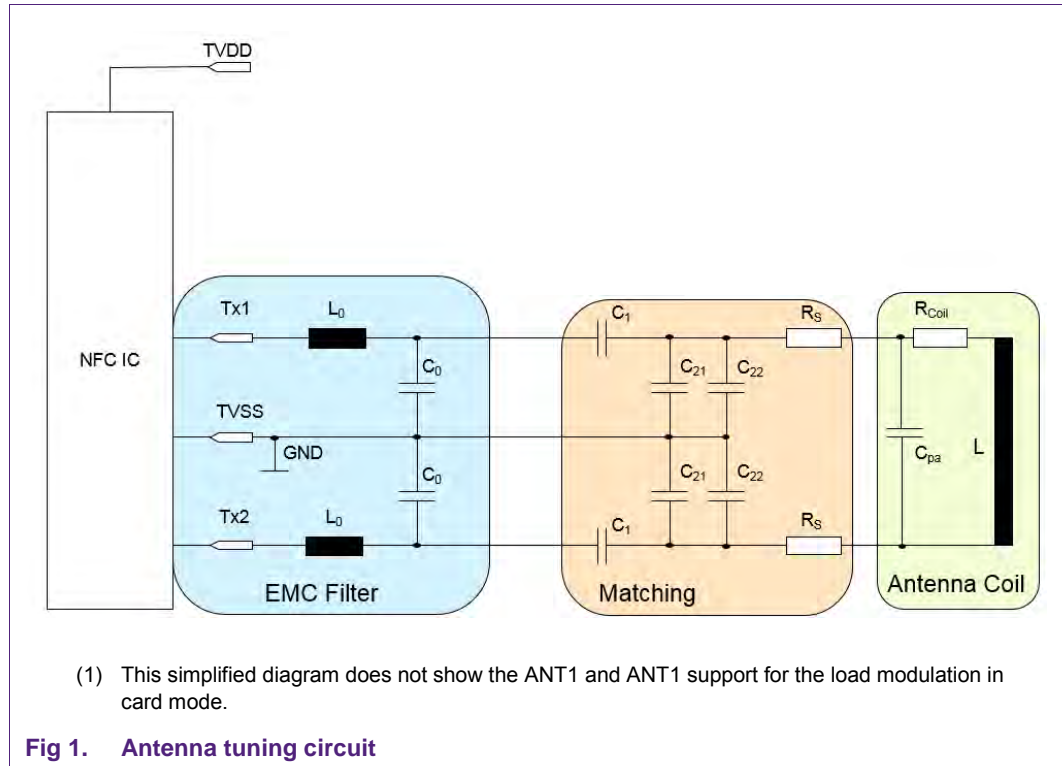 TVDD
NFC IC
Tx1
L0
C0
TVSS
GND
C0
Tx2
L0
EMC Filter
C1
RS
C21
C22
C21
C22
C1
RS
Matching
RCoil
Cpa
L
Antenna Coil
(1) This simplified diagram does not show the ANT1 and ANT1 support for the load modulation in
card mode.
Fig 1. Antenna tuning circuit